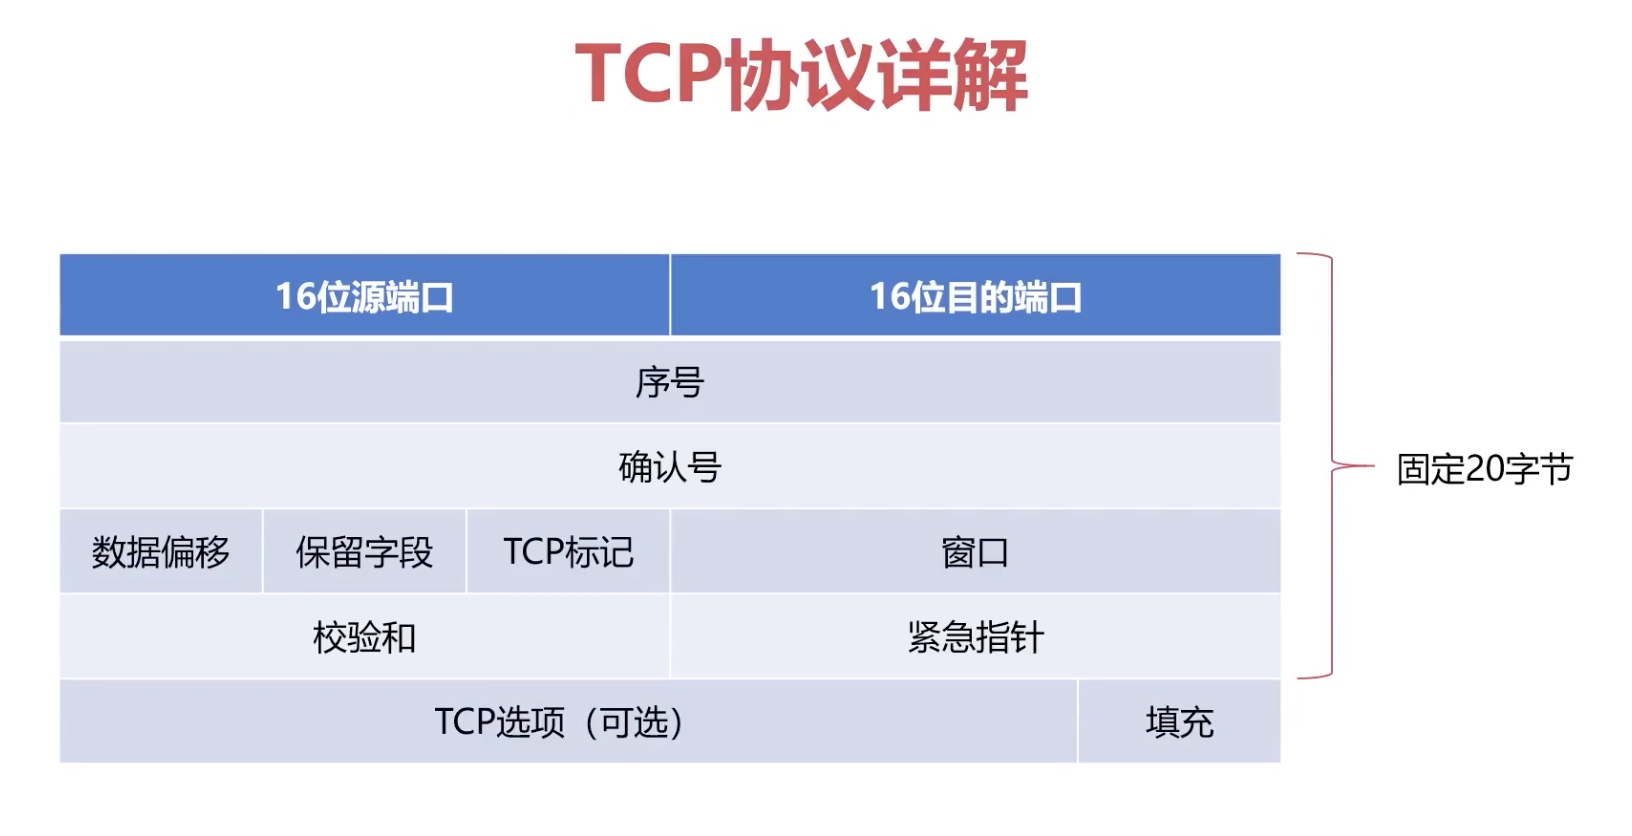 TCP协议详解
16位源端口
16位目的端口
序号
确认号
固定20字节
数据偏移
保留字段
TCP标记
窗口
校验和
紧急指针
TCP选项（可选）
填充